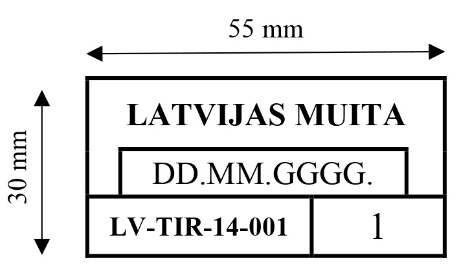 55 mm
30 mm
LATVIJAS MUITA
DD.MM.GGGG.
LV-TIR-14-001 1